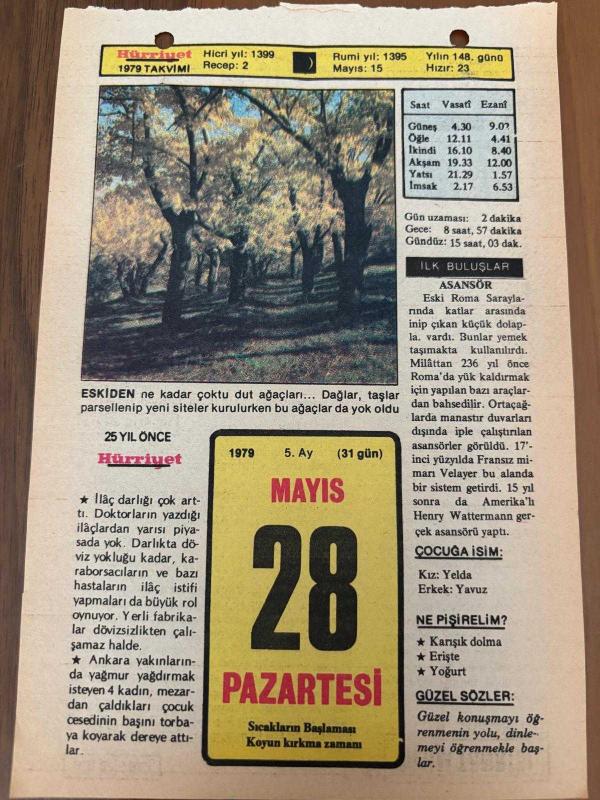 Hürriyet
1979 TAKVİMİ
Hicri yıl: 1399
Recep: 2
Rumi yıl: 1395
Mayıs: 15
Yılın 148. günü
Hızır: 23
Saat Vasatî Ezanî
Güneş 4.30 9.02
Öğle 12.11 4.41
İkindi 16.10 8.40
Akşam 19.33 12.00
Yatsı 21.29 1.57
İmsak 2.17 6.53
Gün uzaması: 2 dakika
Gece: 8 saat, 57 dakika
Gündüz: 15 saat, 03 dak.
İLK BULUŞLAR
ASANSÖR
Eski Roma Sarayla-
rında katlar arasında
inip çıkan küçük dolap-
la. vardı. Bunlar yemek
taşımakta kullanılırdı.
Milâttan 236 yıl önce
Roma'da yük kaldırmak
için yapılan bazı araçlar-
dan bahsedilir. Ortaçağ-
larda manastır duvarları
dışında iple çalıştırılan
asansörler görüldü. 17'-
inci yüzyılda Fransız mi-
marı Velayer bu alanda
bir sistem getirdi. 15 yıl
sonra da Amerika'lı
Henry Wattermann ger-
çek asansörü yaptı.
ÇOCUĞA İSİM:
Kız: Yelda
Erkek: Yavuz
NE PİŞİRELİM?
★ Karışık dolma
★ Erişte
★ Yoğurt
GÜZEL SÖZLER:
Güzel konuşmayı öğ-
renmenin yolu, dinle-
meyi öğrenmekle baş-
lar.
ESKİDEN ne kadar çoktu dut ağaçları... Dağlar, taşlar
parsellenip yeni siteler kurulurken bu ağaçlar da yok oldu
25 YIL ÖNCE
Hürriyet
★ İlâç darlığı çok art-
tı. Doktorların yazdığı
ilâçlardan yarısı piya-
sada yok. Darlıkta dö-
viz yokluğu kadar, ka-
raborsacıların ve bazı
hastaların ilâç istifi
yapmaları da büyük rol
oynuyor. Yerli fabrika-
lar dövizsizlikten çalı-
şamaz halde.
★ Ankara yakınların-
da yağmur yağdırmak
isteyen 4 kadın, mezar-
dan çaldıkları çocuk
cesedinin başını torba-
ya koyarak dereye attı-
lar.
1979 5. Ay (31 gün)
MAYIS
28
PAZARTESİ
Sıcakların Başlaması
Koyun kırkma zamanı